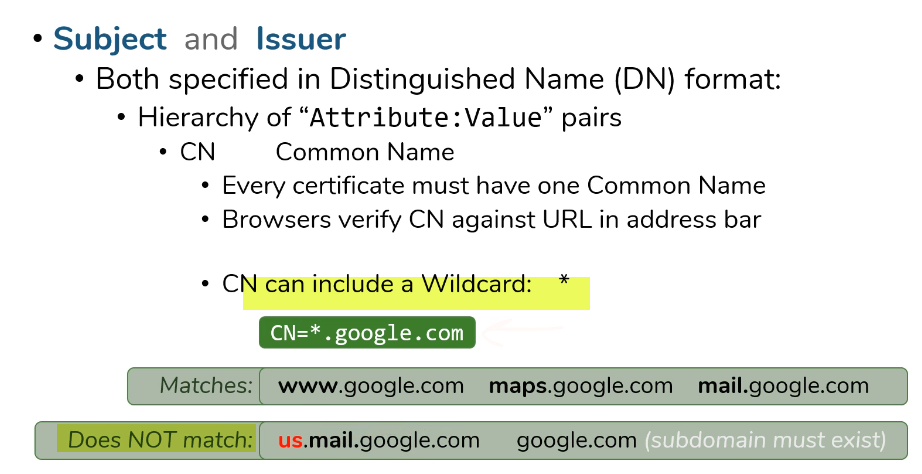 • Subject and Issuer
• Both specified in Distinguished Name (DN) format:
• Hierarchy of “Attribute:Value” pairs
• CN Common Name
• Every certificate must have one Common Name
• Browsers verify CN against URL in address bar
• CN can include a Wildcard: *
CN=*.google.com
Matches: www.google.com maps.google.com mail.google.com
Does NOT match: us.mail.google.com google.com (subdomain must exist)